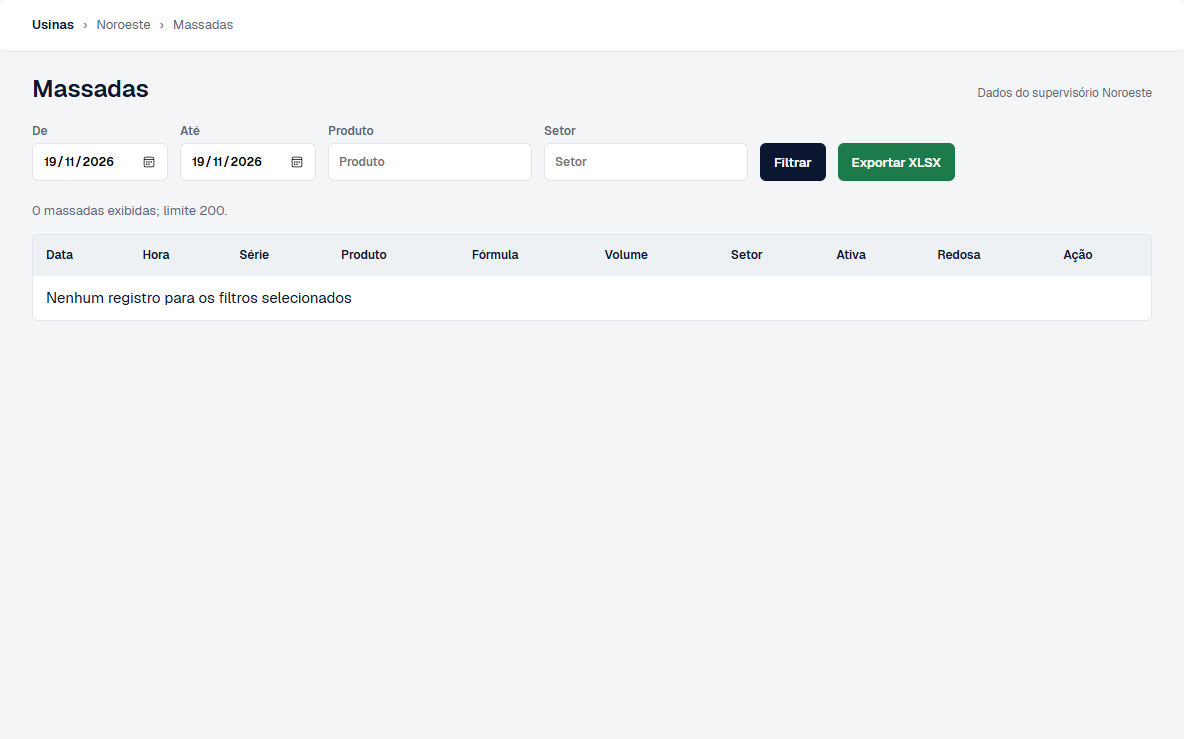 Usinas › Noroeste › Massadas
Massadas
Dados do supervisório Noroeste
De Até Produto Setor
19/11/2026 19/11/2026 Produto Setor Filtrar Exportar XLSX
0 massadas exibidas; limite 200.
Data Hora Série Produto Fórmula Volume Setor Ativa Redosa Ação
Nenhum registro para os filtros selecionados